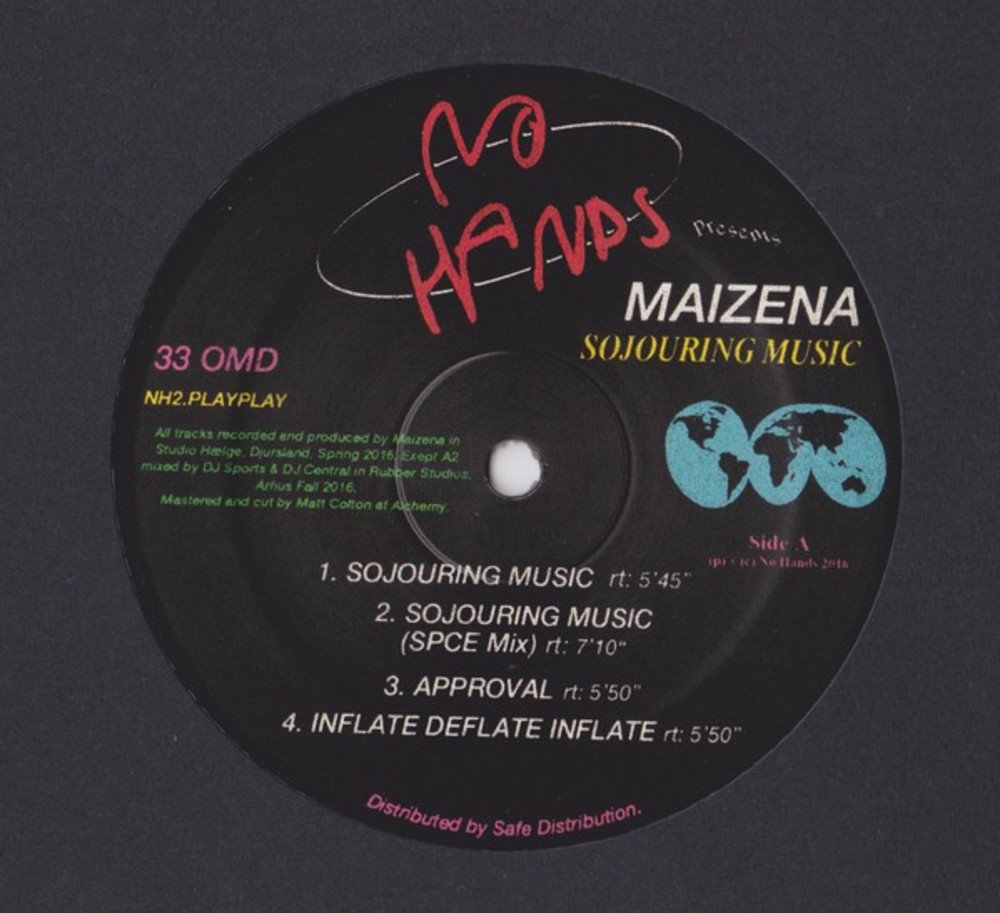 NO
HANDS
presents
MAIZENA
SOJOURING MUSIC
33 OMD
NH2.PLAYPLAY
All tracks recorded and produced by Maizena in
Studio Hælge, Djursland, Spring 2016. Exept A2
mixed by DJ Sports & DJ Central in Rubber Studios,
Århus Fall 2016.
Mastered and cut by Matt Colton at Alchemy.
Side A
(p) + (c) No Hands 2016
1. SOJOURING MUSIC rt: 5'45"
2. SOJOURING MUSIC
(SPCE Mix) rt: 7'10"
3. APPROVAL rt: 5'50"
4. INFLATE DEFLATE INFLATE rt: 5'50"
Distributed by Safe Distribution.